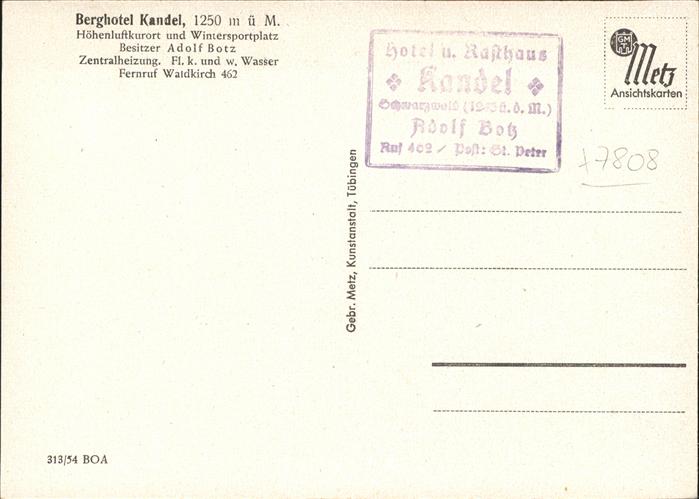 Berghotel Kandel, 1250 m ü M.
Höhenluftkurort und Wintersportplatz
Besitzer Adolf Botz
Zentralheizung. Fl. k. und w. Wasser
Fernruf Waldkirch 462
Hotel u. Rasthaus
Kandel
Schwarzwald
Adolf Botz
Ruf 462 / Post: St. Peter
GM
Metz
Ansichtskarten
+7808
Gebr. Metz, Kunstanstalt, Tübingen
313/54 BOA